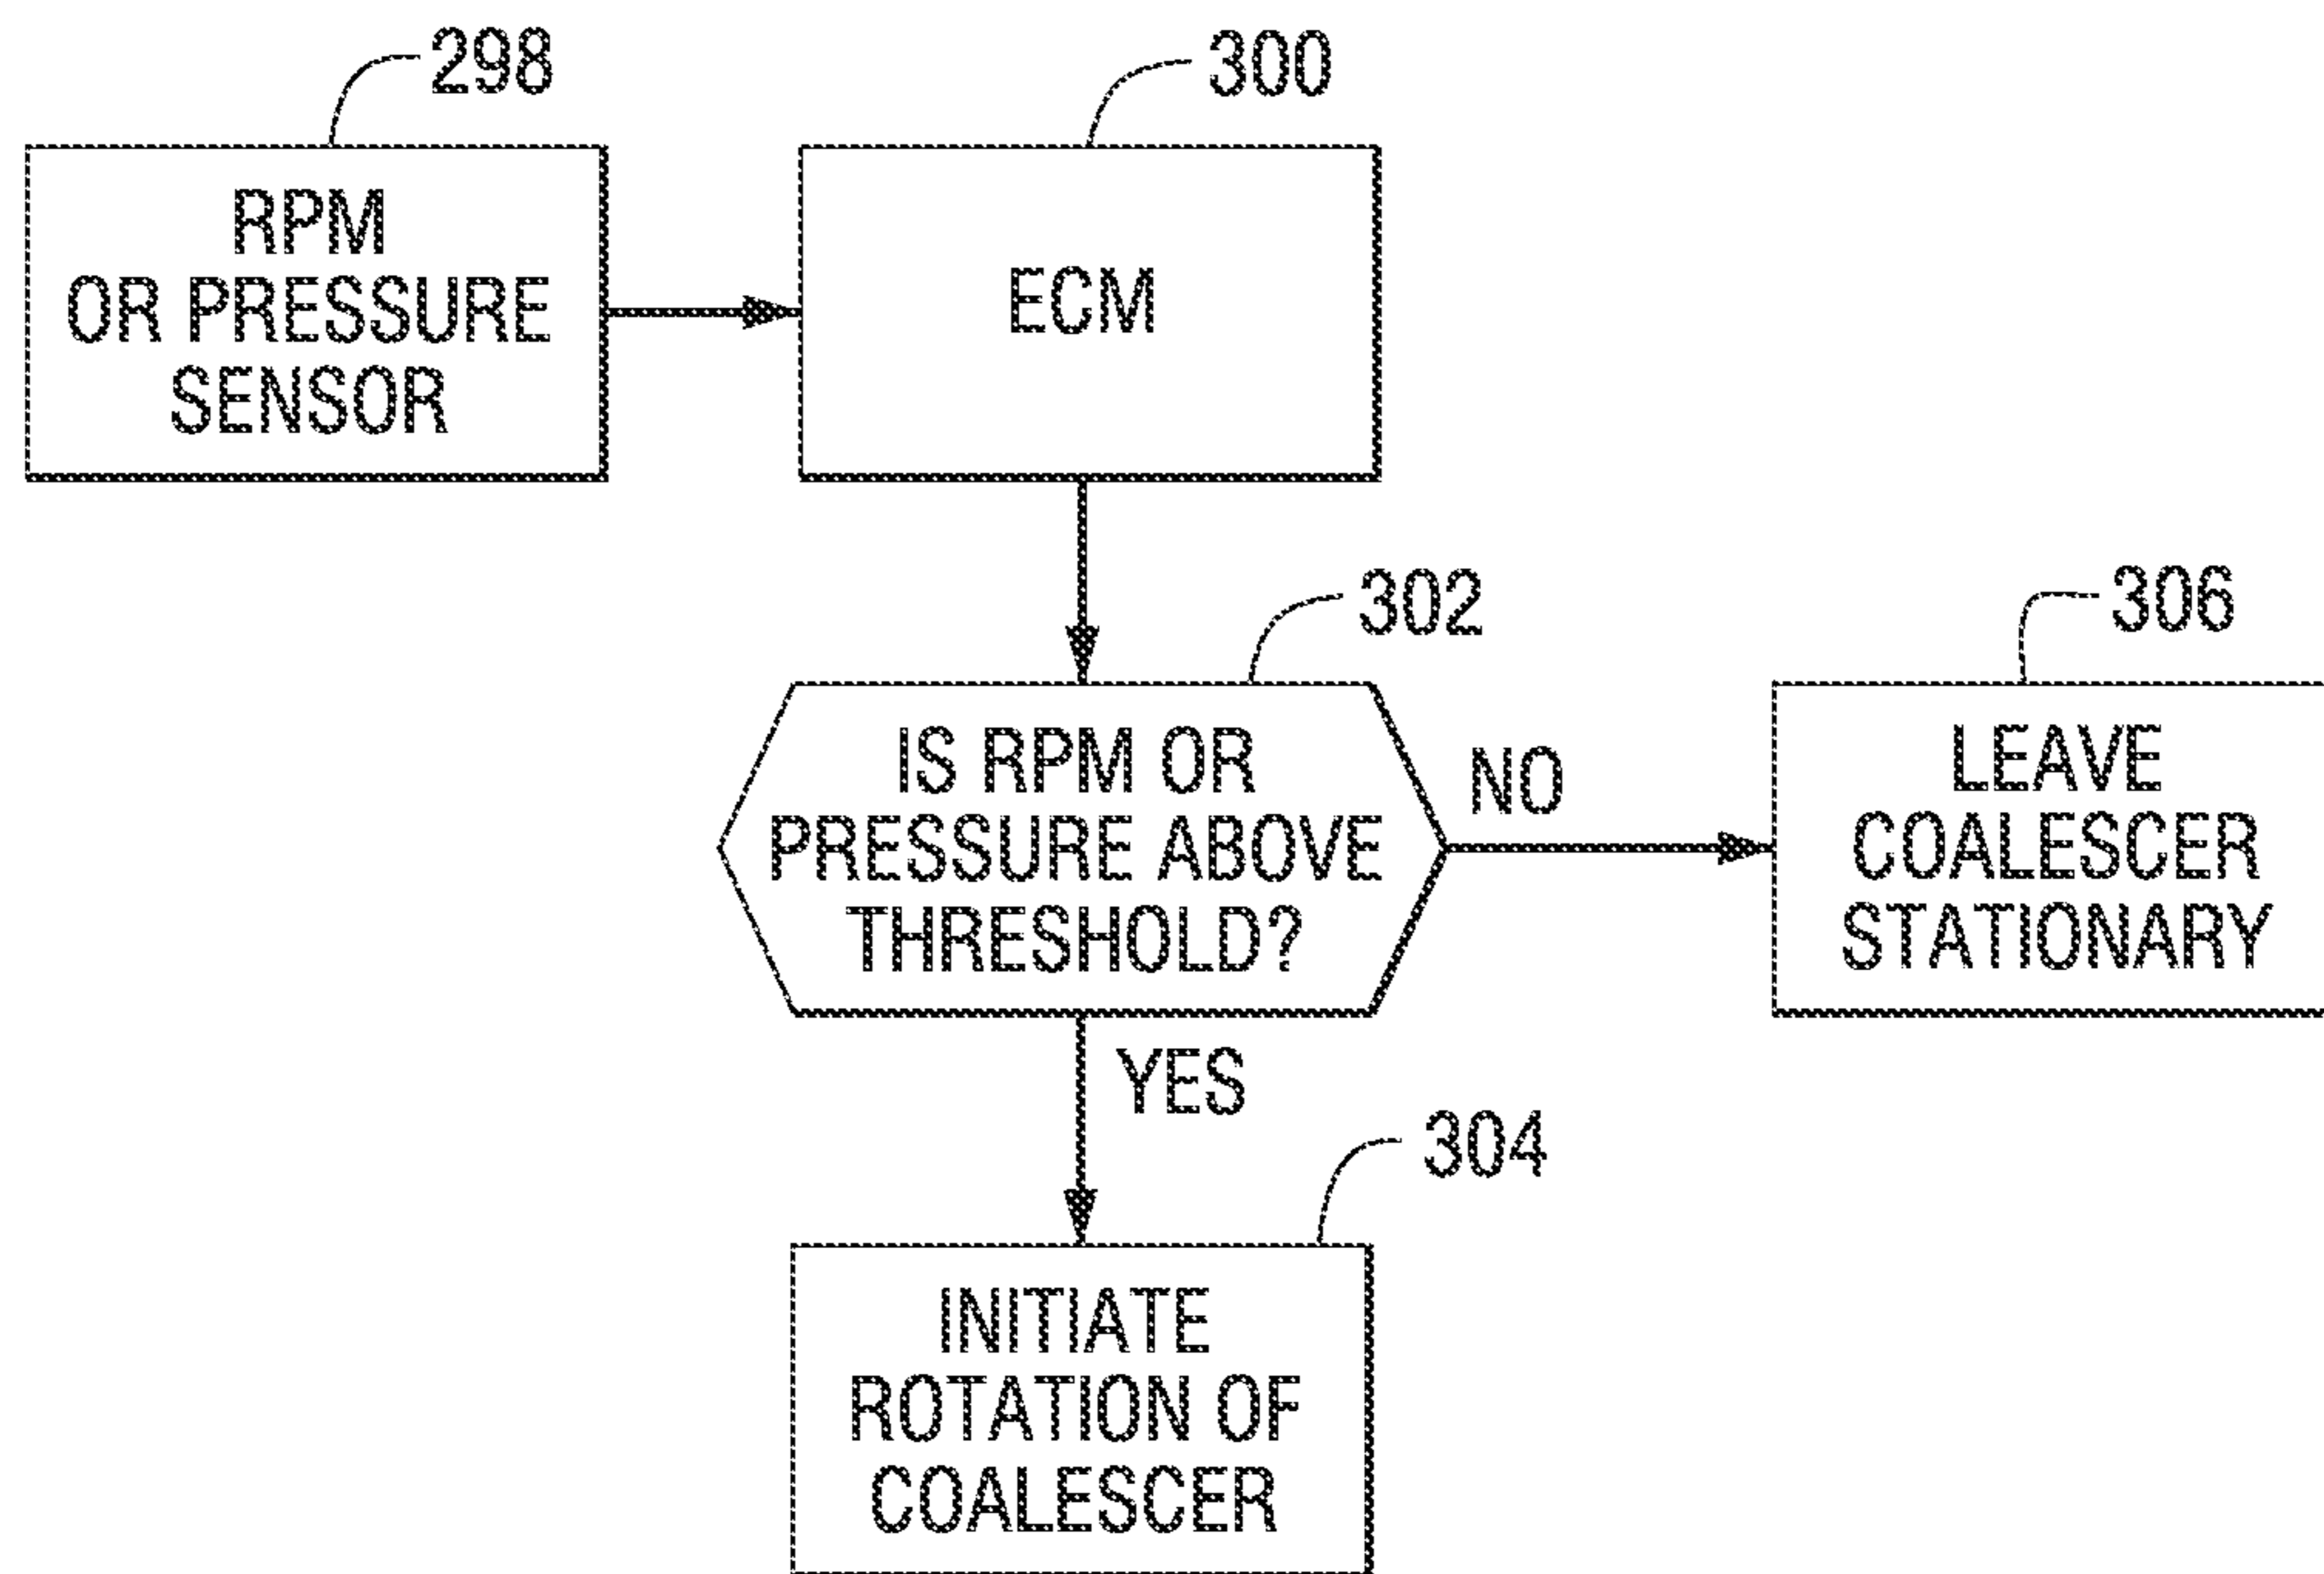 298
300
RPM
OR PRESSURE
SENSOR
ECM
302
306
IS RPM OR
PRESSURE ABOVE
THRESHOLD?
NO
LEAVE
COALESCER
STATIONARY
YES
304
INITIATE
ROTATION OF
COALESCER